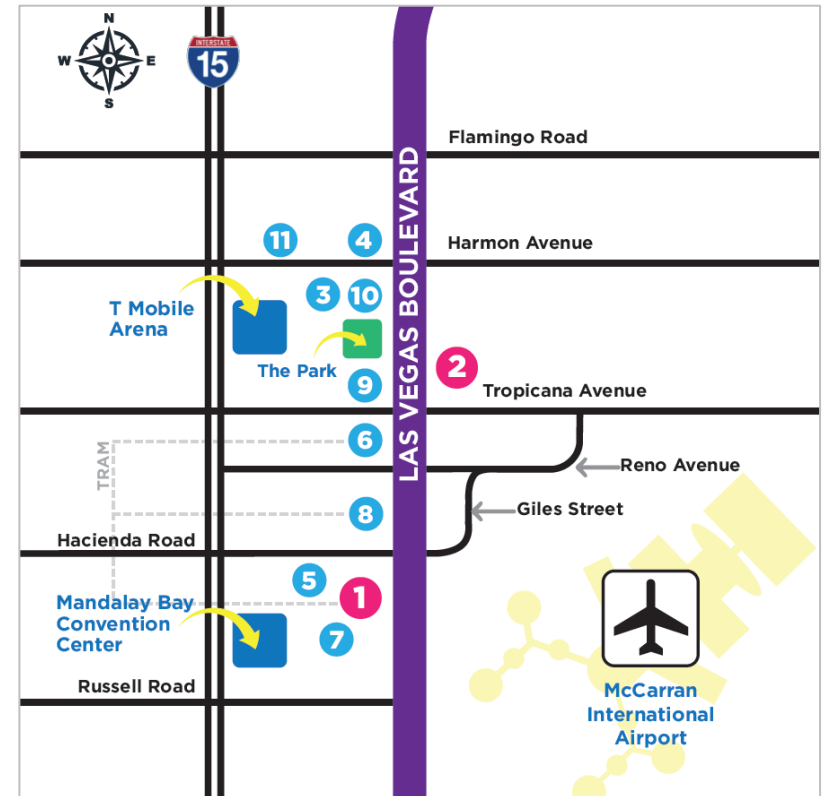 N
W E
S
INTERSTATE
15
LAS VEGAS BOULEVARD
Flamingo Road
11
4
Harmon Avenue
3
10
T Mobile
Arena
The Park
2
9
Tropicana Avenue
TRAM
6
Reno Avenue
8
Giles Street
Hacienda Road
5
1
Mandalay Bay
Convention
Center
7
Russell Road
McCarran
International
Airport